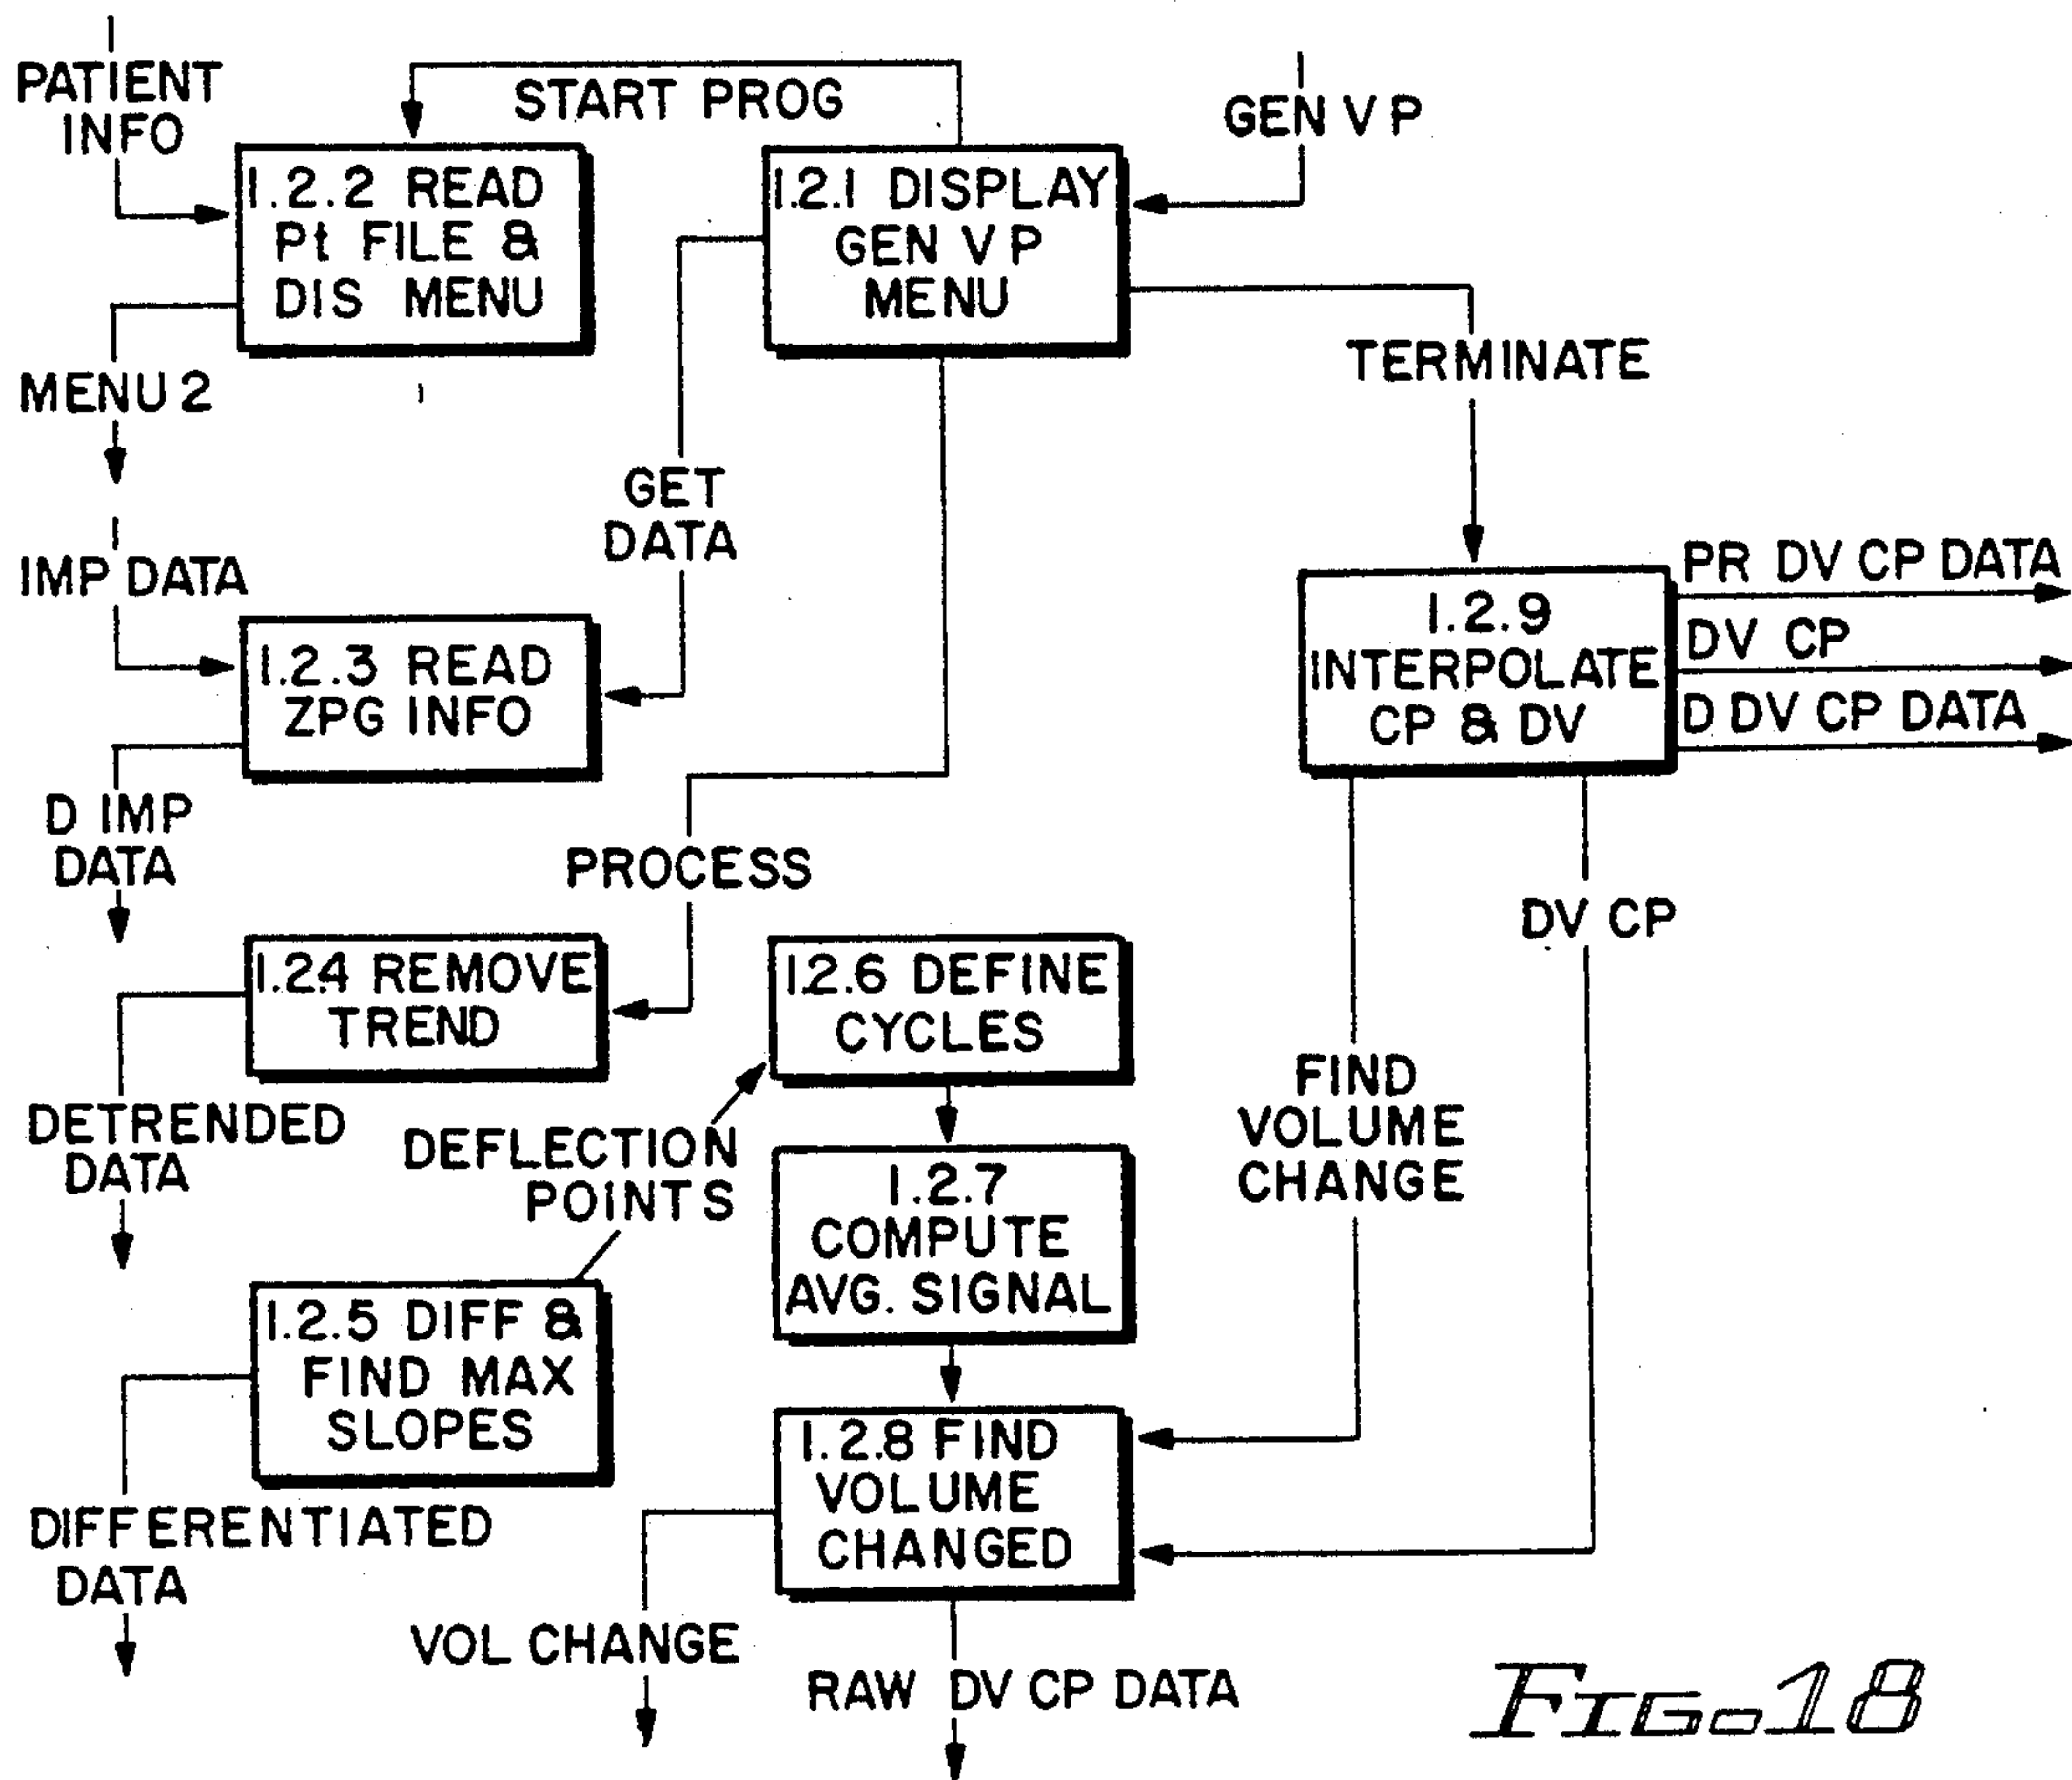 PATIENT
INFO
START PROG
GEN V P
1.2.2 READ
Pt FILE &
DIS MENU
1.2.1 DISPLAY
GEN V P
MENU
TERMINATE
MENU 2
GET
DATA
IMP DATA
1.2.3 READ
ZPG INFO
1.2.9
INTERPOLATE
CP & DV
PR DV CP DATA
DV CP
D DV CP DATA
D IMP
DATA
PROCESS
DV CP
1.2.4 REMOVE
TREND
1.2.6 DEFINE
CYCLES
FIND
VOLUME
CHANGE
DETRENDED
DATA
DEFLECTION
POINTS
1.2.7
COMPUTE
AVG. SIGNAL
1.2.5 DIFF &
FIND MAX
SLOPES
1.2.8 FIND
VOLUME
CHANGED
DIFFERENTIATED
DATA
VOL CHANGE
RAW DV CP DATA
FIG. 18